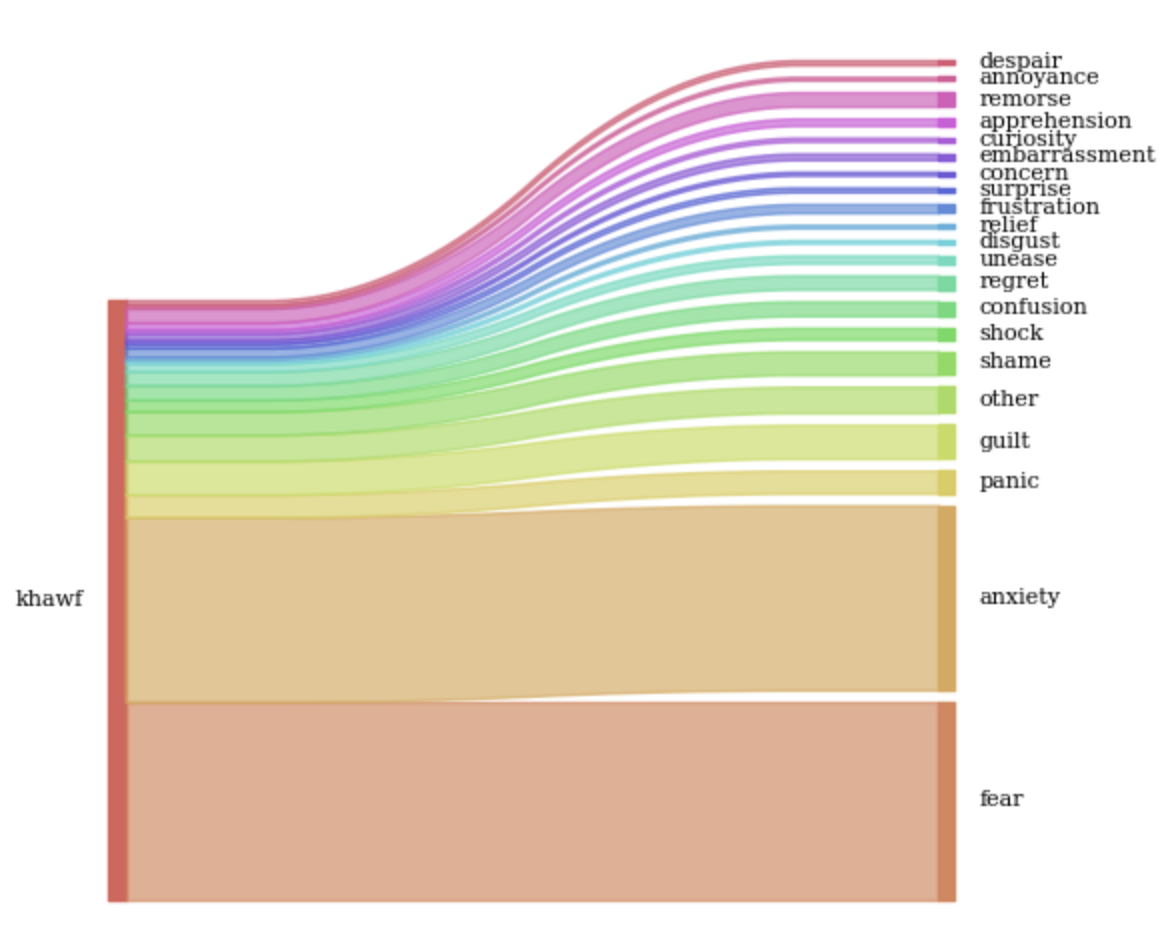 despair
annoyance
remorse
apprehension
curiosity
embarrassment
concern
surprise
frustration
relief
disgust
unease
regret
confusion
shock
shame
other
guilt
panic
khawf
anxiety
fear